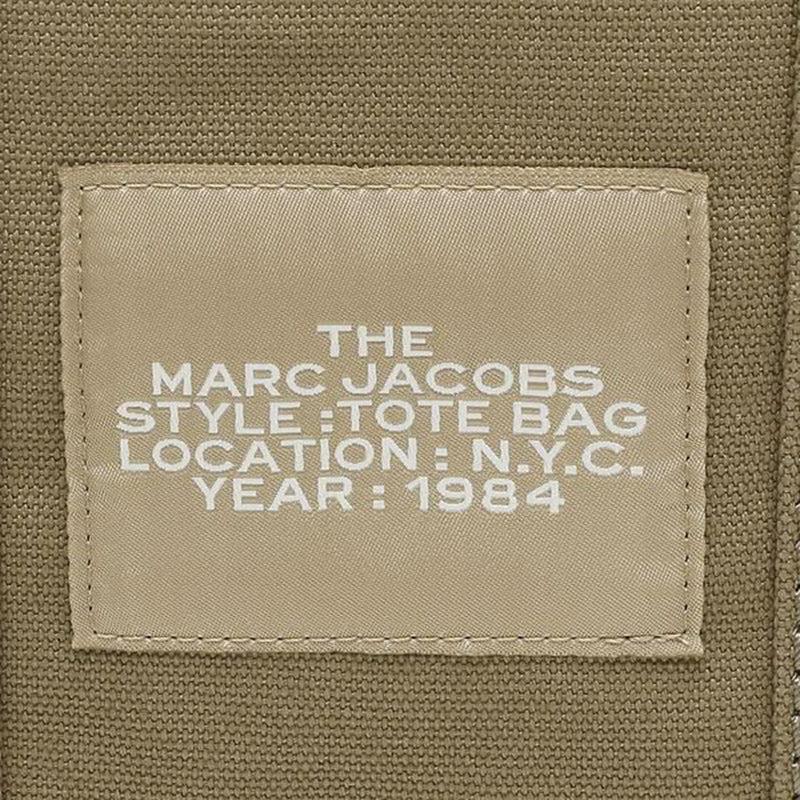 THE
MARC JACOBS
STYLE :TOTE BAG
LOCATION : N.Y.C.
YEAR : 1984